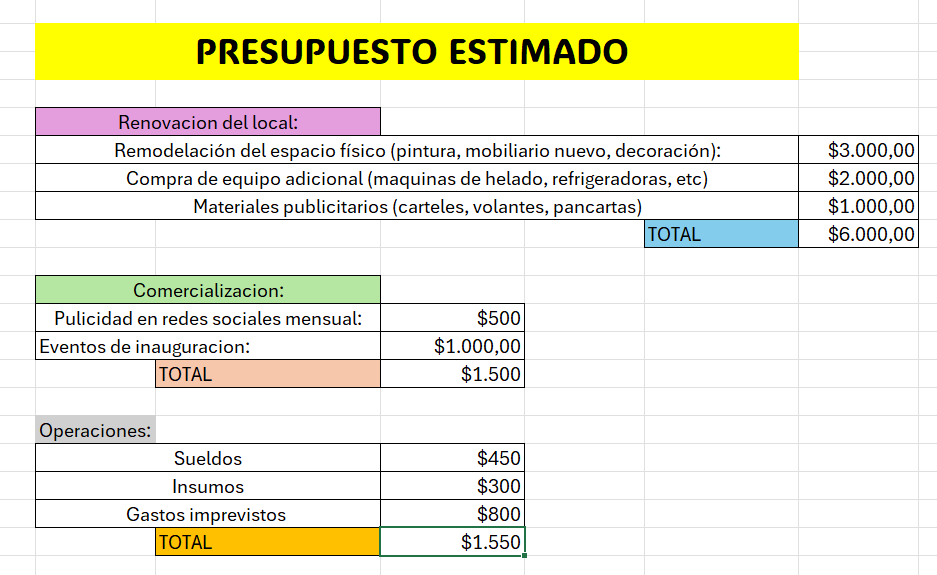 PRESUPUESTO ESTIMADO
Renovacion del local:
Remodelación del espacio físico (pintura, mobiliario nuevo, decoración): $3.000,00
Compra de equipo adicional (maquinas de helado, refrigeradoras, etc) $2.000,00
Materiales publicitarios (carteles, volantes, pancartas) $1.000,00
TOTAL $6.000,00
Comercializacion:
Pulicidad en redes sociales mensual: $500
Eventos de inauguracion: $1.000,00
TOTAL $1.500
Operaciones:
Sueldos $450
Insumos $300
Gastos imprevistos $800
TOTAL $1.550